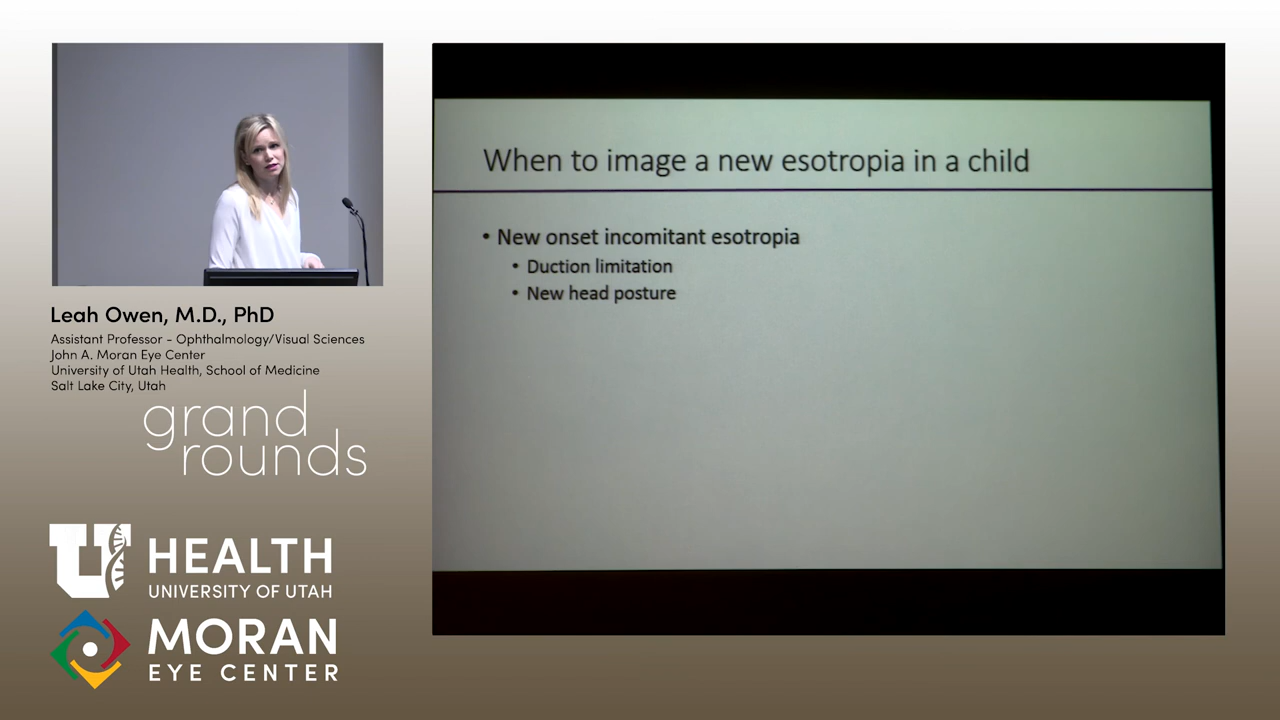 When to image a new esotropia in a child
• New onset incomitant esotropia
• Duction limitation
• New head posture
Leah Owen, M.D., PhD
Assistant Professor - Ophthalmology/Visual Sciences
John A. Moran Eye Center
University of Utah Health, School of Medicine
Salt Lake City, Utah
grand
rounds
U HEALTH
UNIVERSITY OF UTAH
MORAN
EYE CENTER